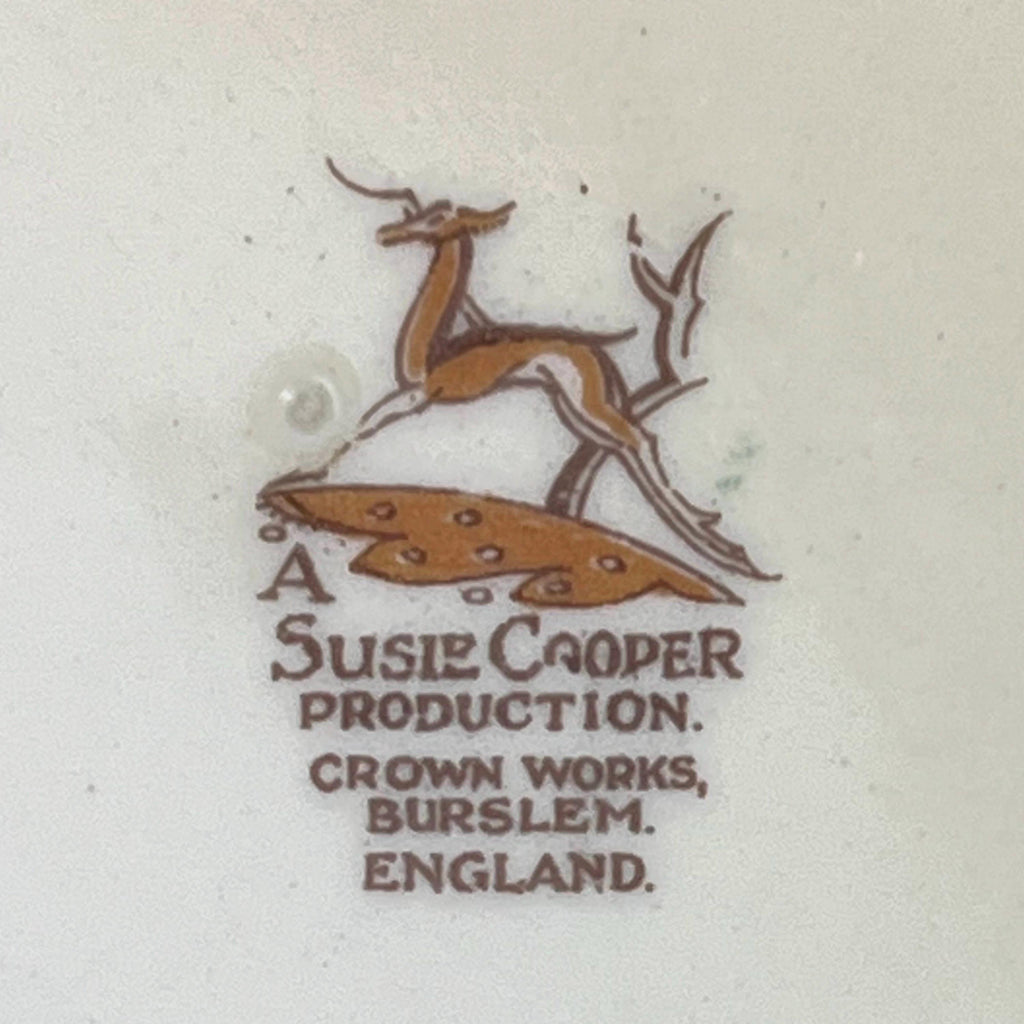 A
SUSIE COOPER
PRODUCTION.
CROWN WORKS,
BURSLEM.
ENGLAND.